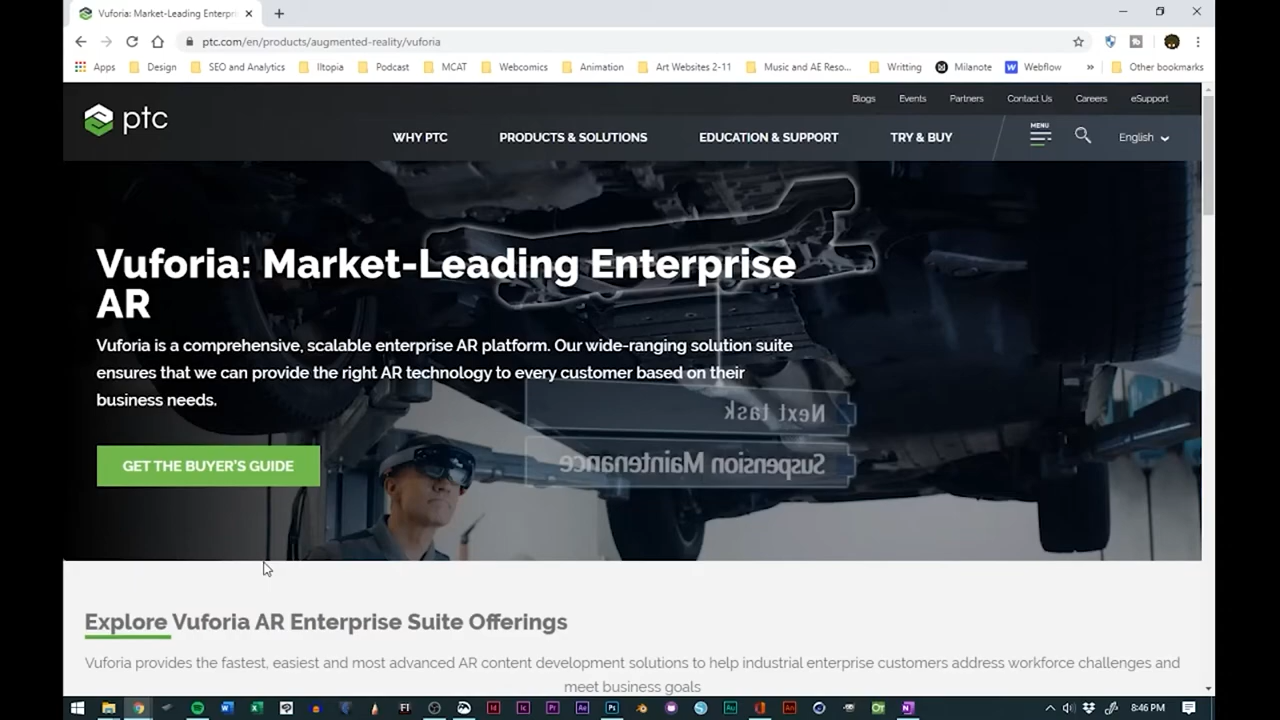 Vuforia: Market-Leading Enterpri
ptc.com/en/products/augmented-reality/vuforia
Apps Design SEO and Analytics Iltopia Podcast MCAT Webcomics Animation Art Websites 2-11 Music and AE Reso... Writting Milanote Webflow » Other bookmarks
Blogs Events Partners Contact Us Careers eSupport
ptc
WHY PTC PRODUCTS & SOLUTIONS EDUCATION & SUPPORT TRY & BUY MENU English
Vuforia: Market-Leading Enterprise
AR
Vuforia is a comprehensive, scalable enterprise AR platform. Our wide-ranging solution suite
ensures that we can provide the right AR technology to every customer based on their
business needs.
Next task
Suspension Maintenance
GET THE BUYER'S GUIDE
Explore Vuforia AR Enterprise Suite Offerings
Vuforia provides the fastest, easiest and most advanced AR content development solutions to help industrial enterprise customers address workforce challenges and
meet business goals
8:46 PM